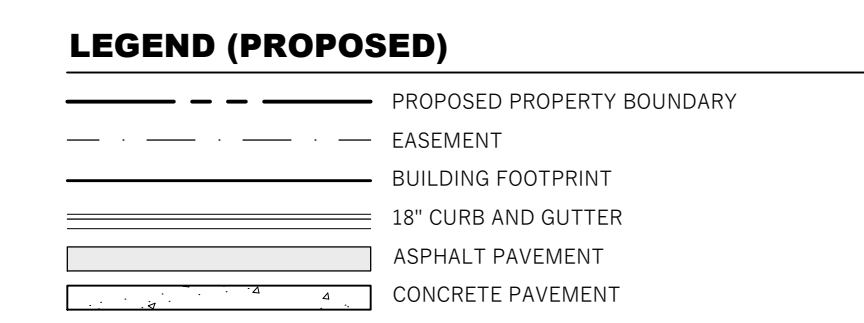 LEGEND (PROPOSED)
PROPOSED PROPERTY BOUNDARY
EASEMENT
BUILDING FOOTPRINT
18" CURB AND GUTTER
ASPHALT PAVEMENT
CONCRETE PAVEMENT